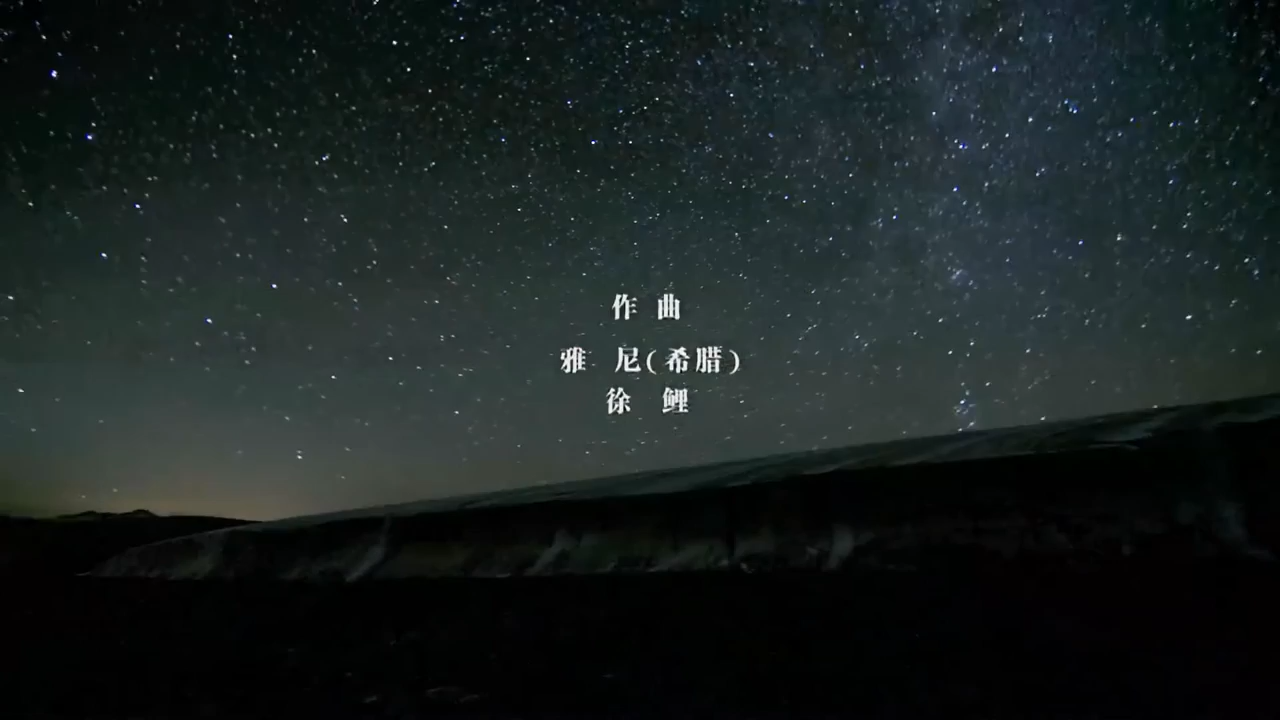 作 曲
雅 尼(希腊)
徐 鲤